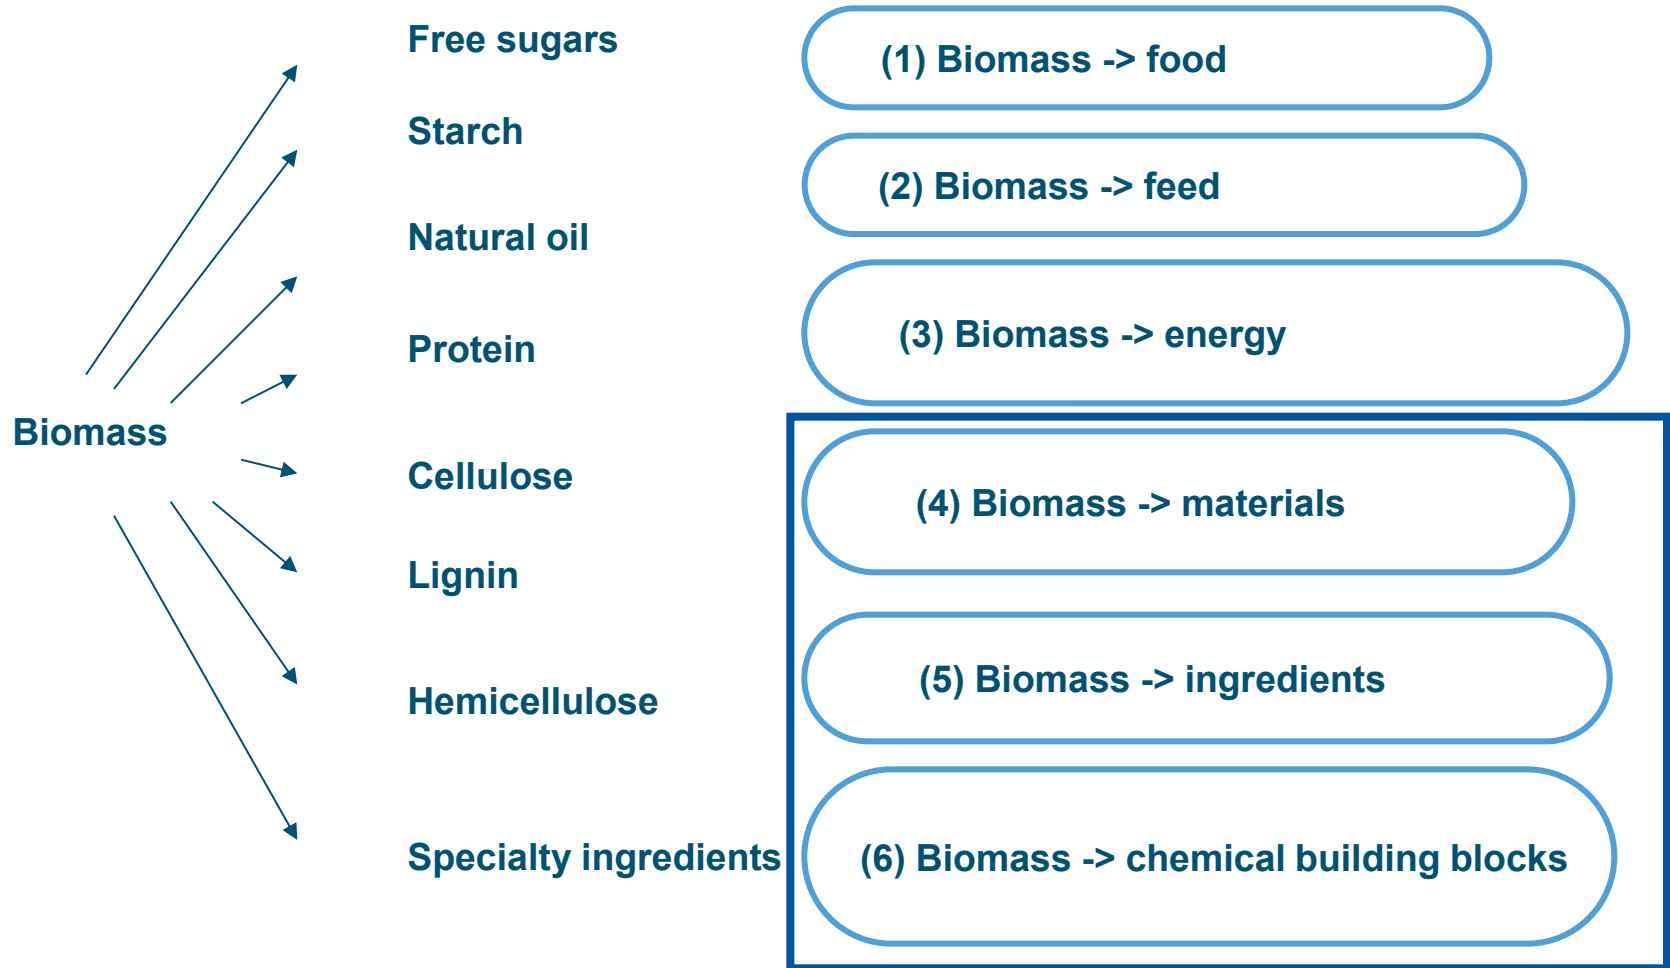 Biomass
Free sugars
Starch
Natural oil
Protein
Cellulose
Lignin
Hemicellulose
Specialty ingredients
(1) Biomass -> food
(2) Biomass -> feed
(3) Biomass -> energy
(4) Biomass -> materials
(5) Biomass -> ingredients
(6) Biomass -> chemical building blocks